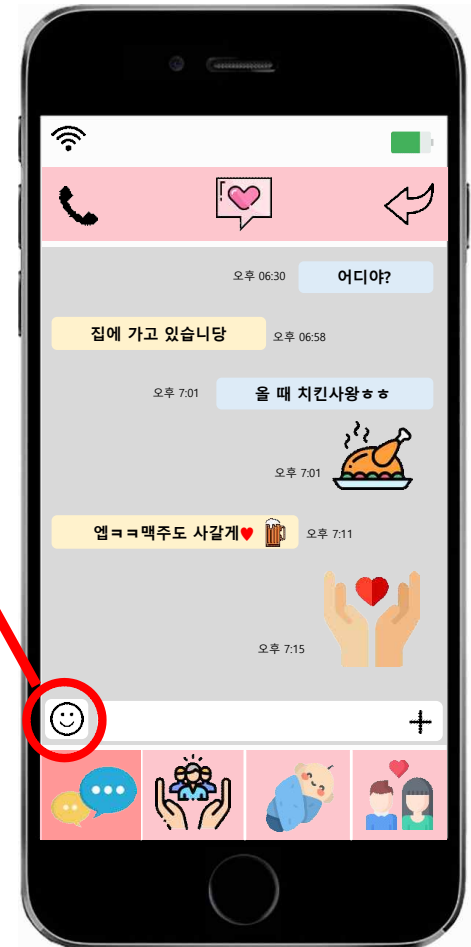 오후 06:30 어디야?
집에 가고 있습니당 오후 06:58
오후 7:01 올 때 치킨사왕ㅎㅎ
오후 7:01
엡ㅋㅋ맥주도 사갈게♥ 오후 7:11
오후 7:15